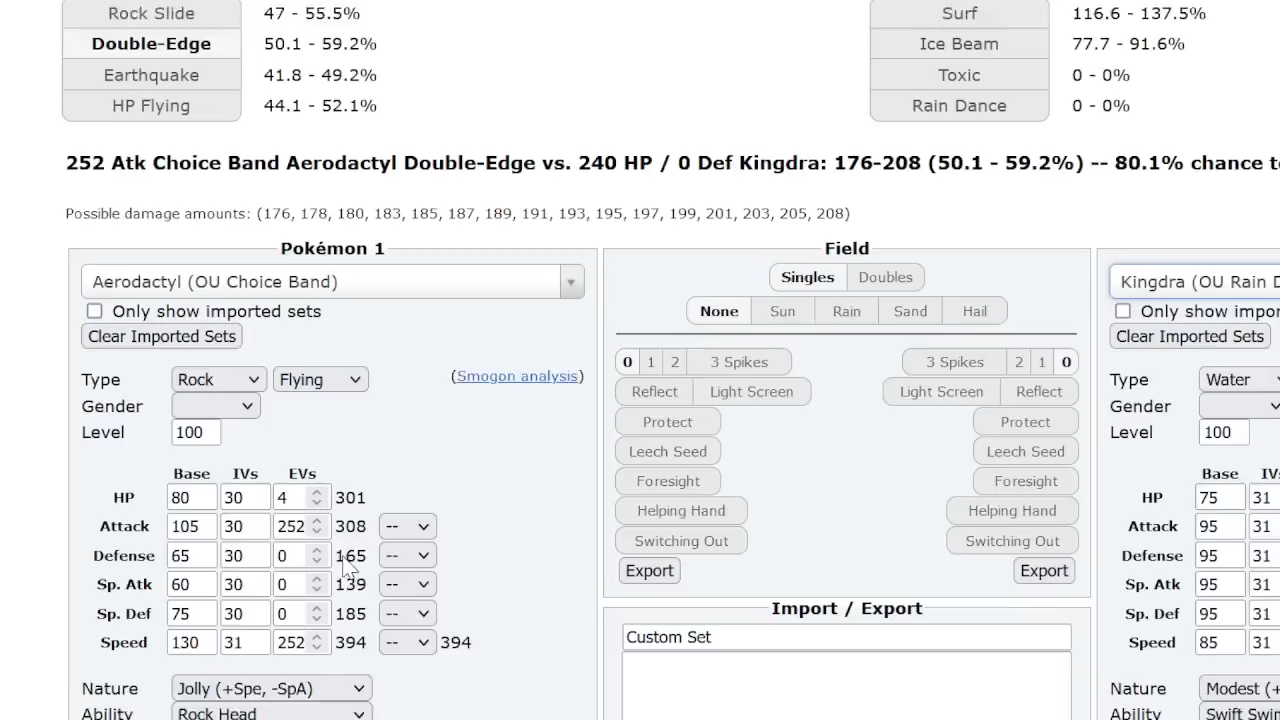 Rock Slide 47 - 55.5% Surf 116.6 - 137.5%
Double-Edge 50.1 - 59.2% Ice Beam 77.7 - 91.6%
Earthquake 41.8 - 49.2% Toxic 0 - 0%
HP Flying 44.1 - 52.1% Rain Dance 0 - 0%
252 Atk Choice Band Aerodactyl Double-Edge vs. 240 HP / 0 Def Kingdra: 176-208 (50.1 - 59.2%) -- 80.1% chance
Possible damage amounts: (176, 178, 180, 183, 185, 187, 189, 191, 193, 195, 197, 199, 201, 203, 205, 208)
Pokémon 1
Aerodactyl (OU Choice Band)
Only show imported sets
Clear Imported Sets
Type Rock Flying (Smogon analysis)
Gender
Level 100
Base IVs EVs
HP 80 30 4 301
Attack 105 30 252 308 --
Defense 65 30 0 165 --
Sp. Atk 60 30 0 139 --
Sp. Def 75 30 0 185 --
Speed 130 31 252 394 -- 394
Nature Jolly (+Spe, -SpA)
Ability Rock Head
Field
Singles Doubles
None Sun Rain Sand Hail
0 1 2 3 Spikes 3 Spikes 2 1 0
Reflect Light Screen Light Screen Reflect
Protect Protect
Leech Seed Leech Seed
Foresight Foresight
Helping Hand Helping Hand
Switching Out Switching Out
Export Export
Import / Export
Custom Set
Kingdra (OU Rain
Only show
Clear Imported Sets
Type Water
Gender
Level 100
Base
HP 75 31
Attack 95 31
Defense 95 31
Sp. Atk 95 31
Sp. Def 95 31
Speed 85 31
Nature Modest (+
Ability Swift Swim